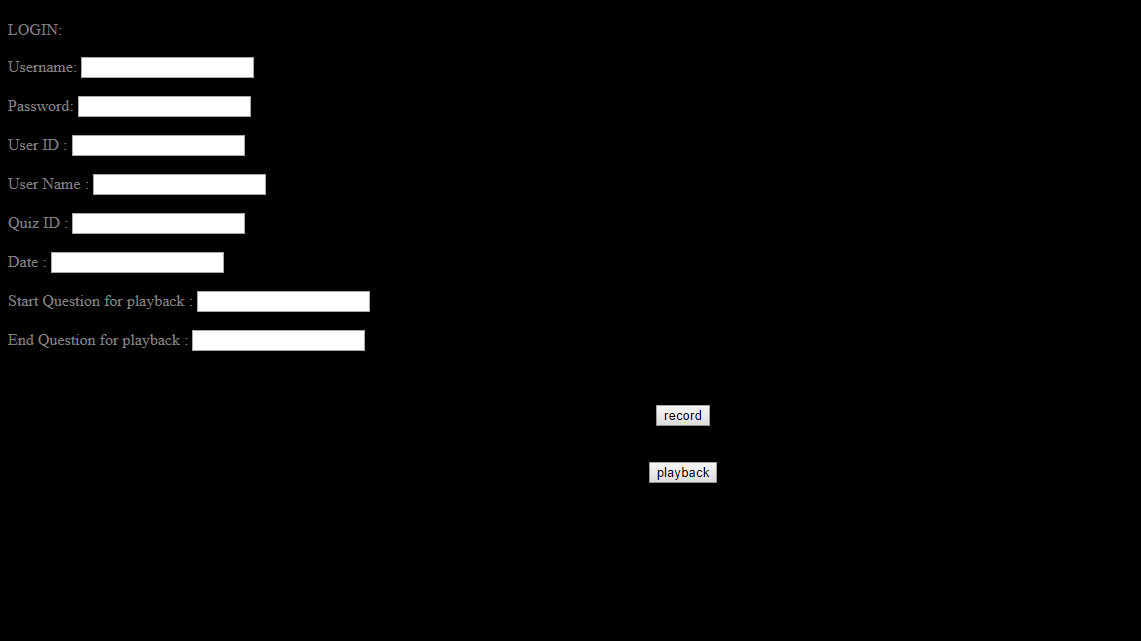 LOGIN:
Username:
Password:
User ID :
User Name :
Quiz ID :
Date :
Start Question for playback :
End Question for playback :
record
playback